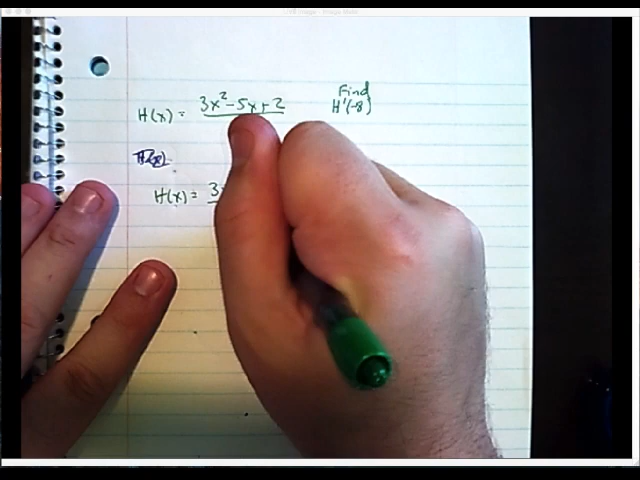 Find
H(x) = 3x² - 5x + 2
H'(-8)
H(x) = 3